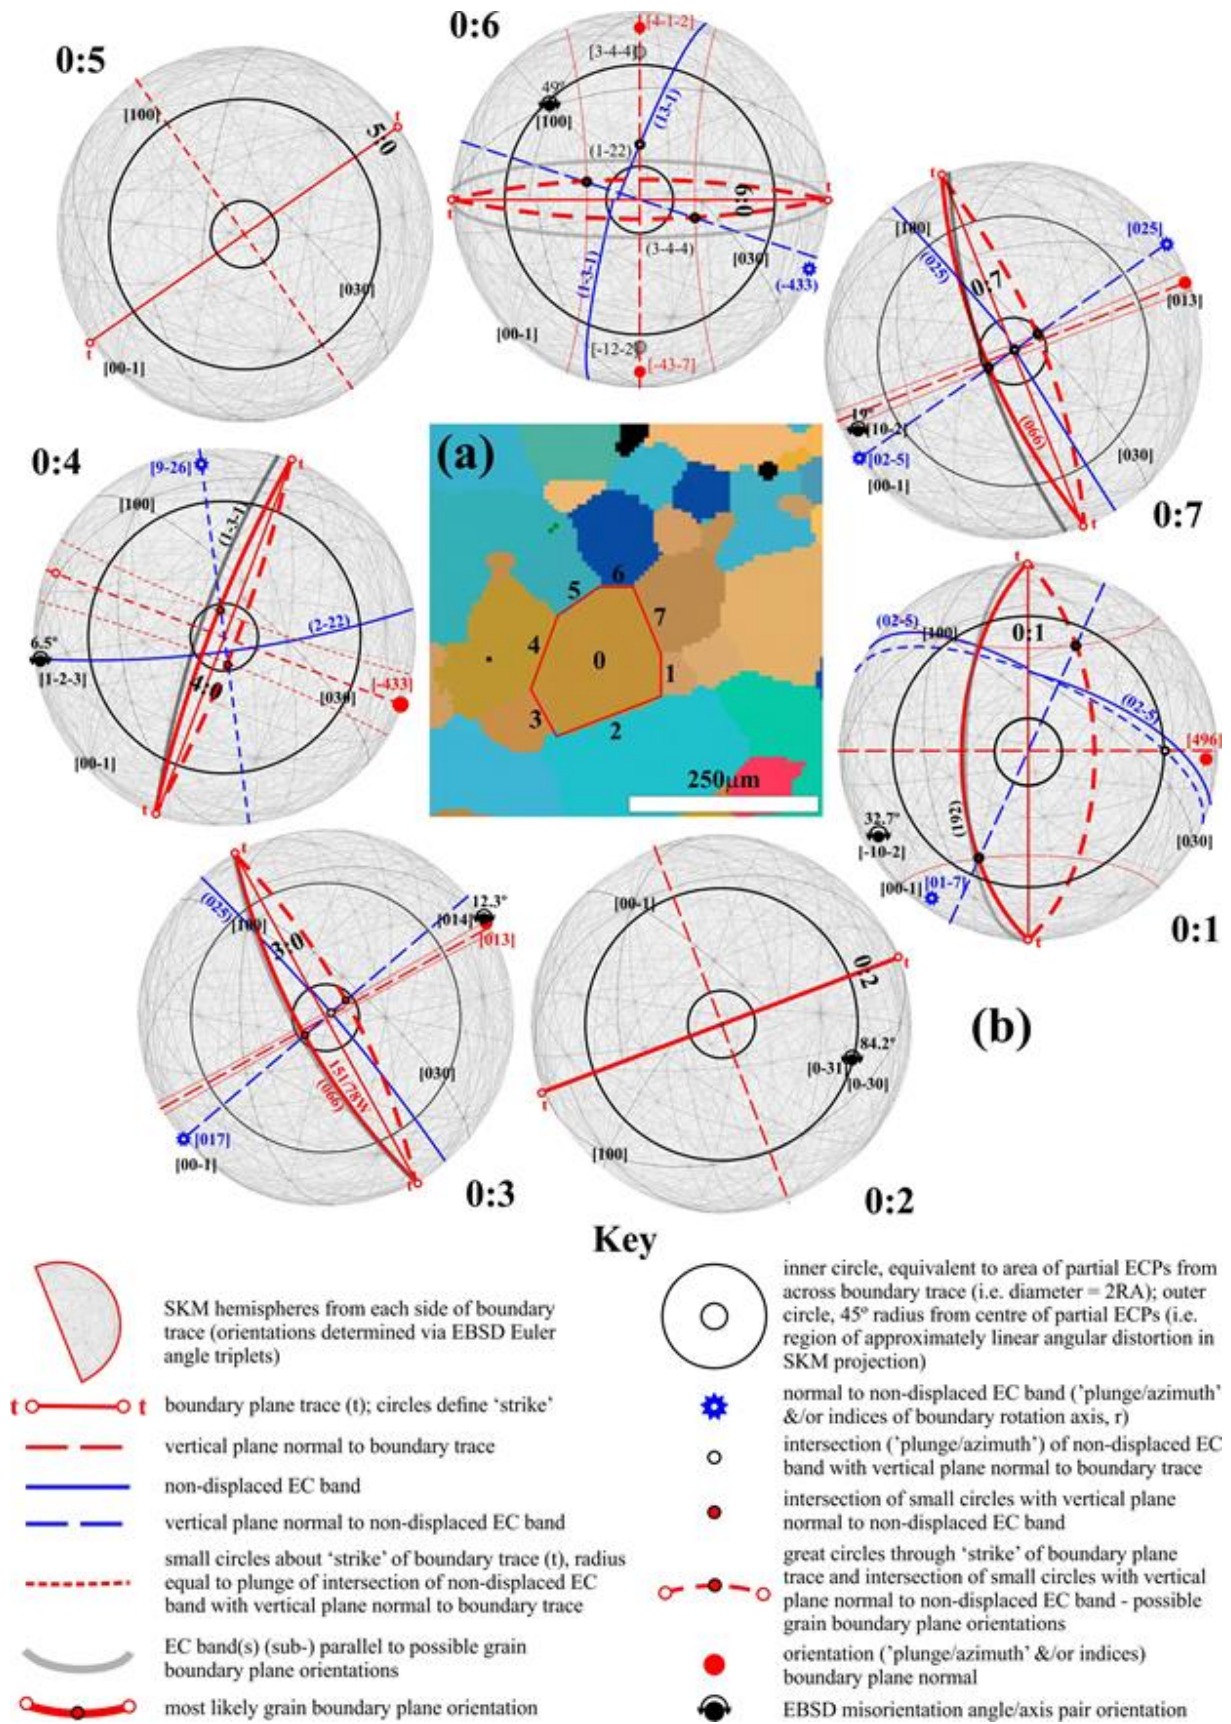 0:5
[100]
t
5:0
[030]
t
[00-1]
0:6
[4-1-2]
[3-4-4]
49°
[100]
(13-1)
(1-22)
t
t
0:6
(3-4-4)
[030]
(-433)
(1-3-1)
[00-1]
[-12-2]
[-43-7]
t
[100]
[025]
(025)
0:7
[013]
19°
[10-2]
(066)
[030]
[02-5]
[00-1]
t
0:7
0:4
[9-26]
t
[100]
(1-3-1)
(2-22)
6.5°
[1-2-3]
4:0
[030]
[-433]
[00-1]
t
(a)
5
6
7
4
0
1
3
2
250μm
t
(02-5)
[100]
0:1
(02-5)
[496]
(192)
32.7°
[-10-2]
[030]
[00-1]
[01-7]
t
0:1
t
(025)
[100]
3:0
12.3°
[014]
[013]
[030]
151/78W
(066)
[017]
[00-1]
t
0:3
[00-1]
0:2
t
84.2°
[0-31]
[0-30]
t
[100]
0:2
(b)
Key
SKM hemispheres from each side of boundary
trace (orientations determined via EBSD Euler
angle triplets)
t t boundary plane trace (t); circles define ‘strike’
vertical plane normal to boundary trace
non-displaced EC band
vertical plane normal to non-displaced EC band
small circles about ‘strike’ of boundary trace (t), radius
equal to plunge of intersection of non-displaced EC
band with vertical plane normal to boundary trace
EC band(s) (sub-) parallel to possible grain
boundary plane orientations
most likely grain boundary plane orientation
inner circle, equivalent to area of partial ECPs from
across boundary trace (i.e. diameter = 2RA); outer
circle, 45º radius from centre of partial ECPs (i.e.
region of approximately linear angular distortion in
SKM projection)
normal to non-displaced EC band (’plunge/azimuth’
&/or indices of boundary rotation axis, r)
intersection (’plunge/azimuth’) of non-displaced EC
band with vertical plane normal to boundary trace
intersection of small circles with vertical plane
normal to non-displaced EC band
great circles through ‘strike’ of boundary plane
trace and intersection of small circles with vertical
plane normal to non-displaced EC band - possible
grain boundary plane orientations
orientation (’plunge/azimuth’ &/or indices)
boundary plane normal
EBSD misorientation angle/axis pair orientation